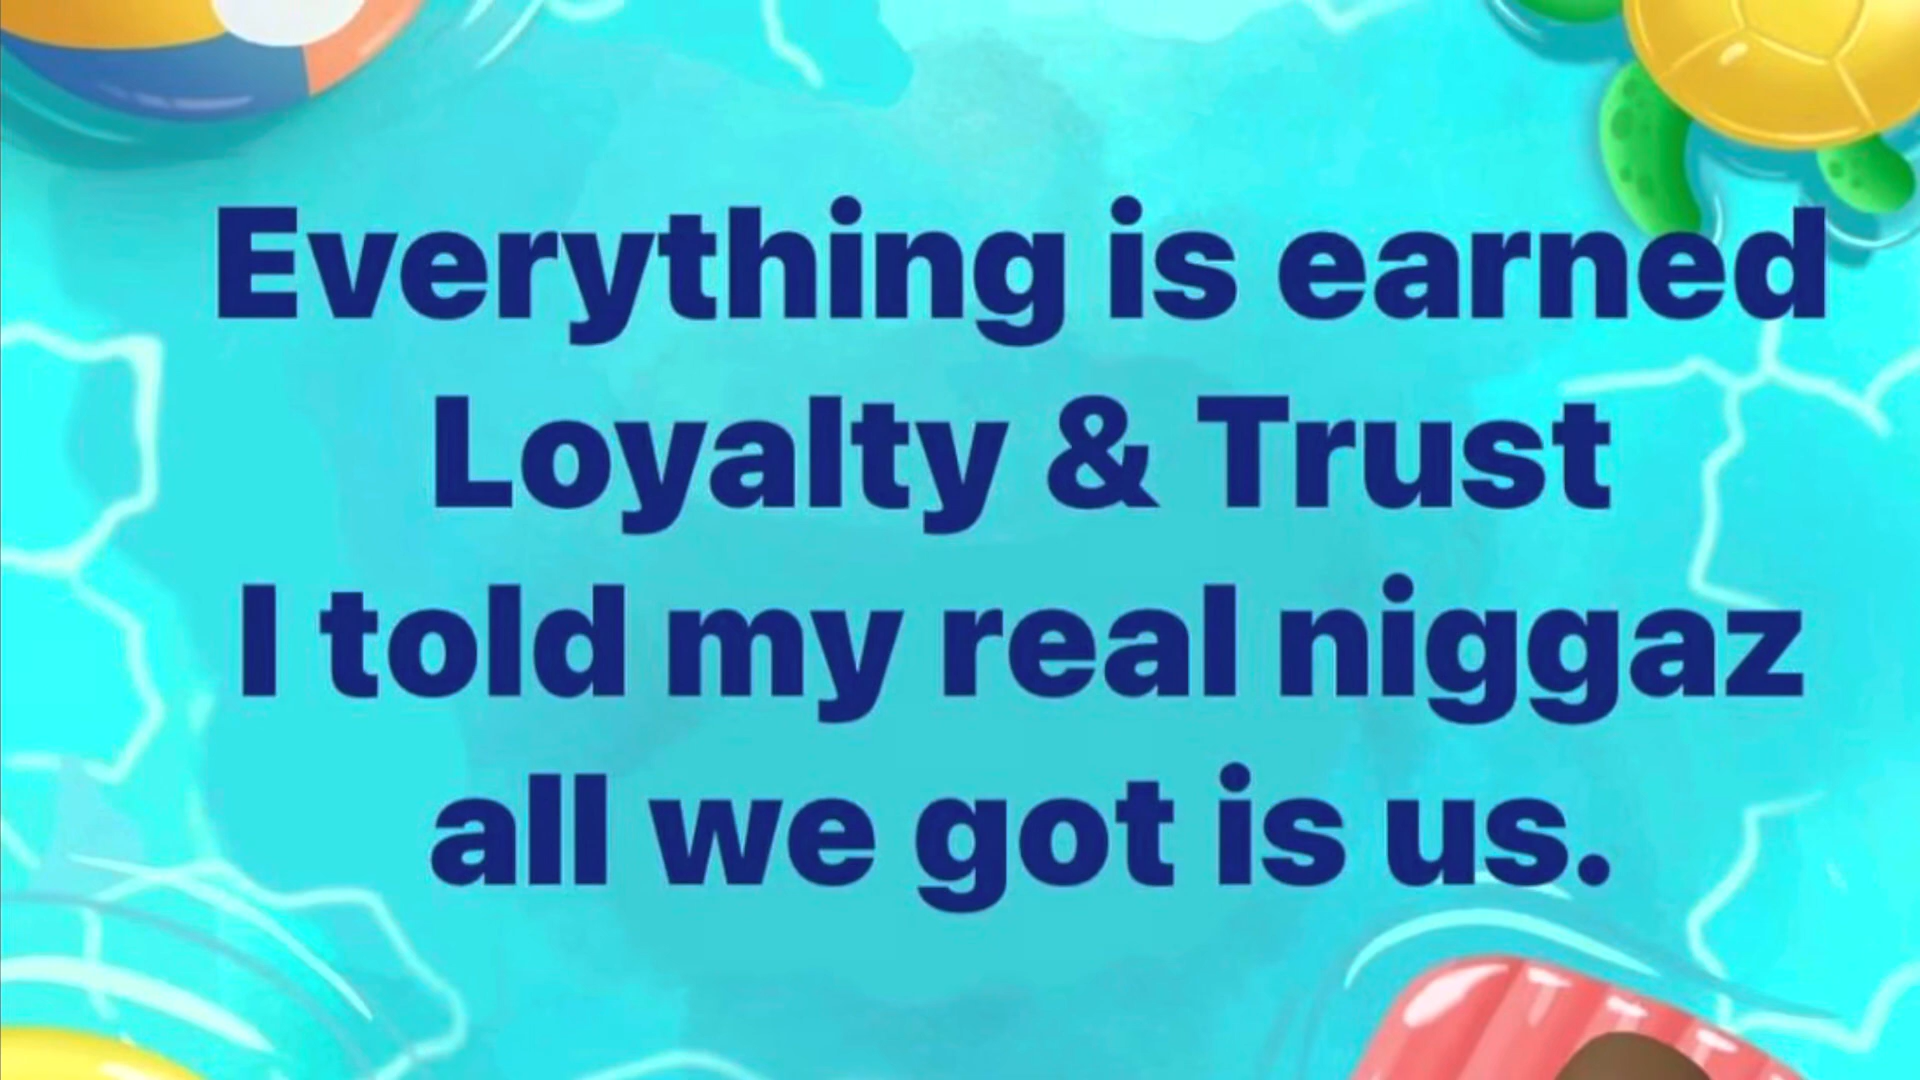 Everything is earned
Loyalty & Trust
I told my real niggaz
all we got is us.